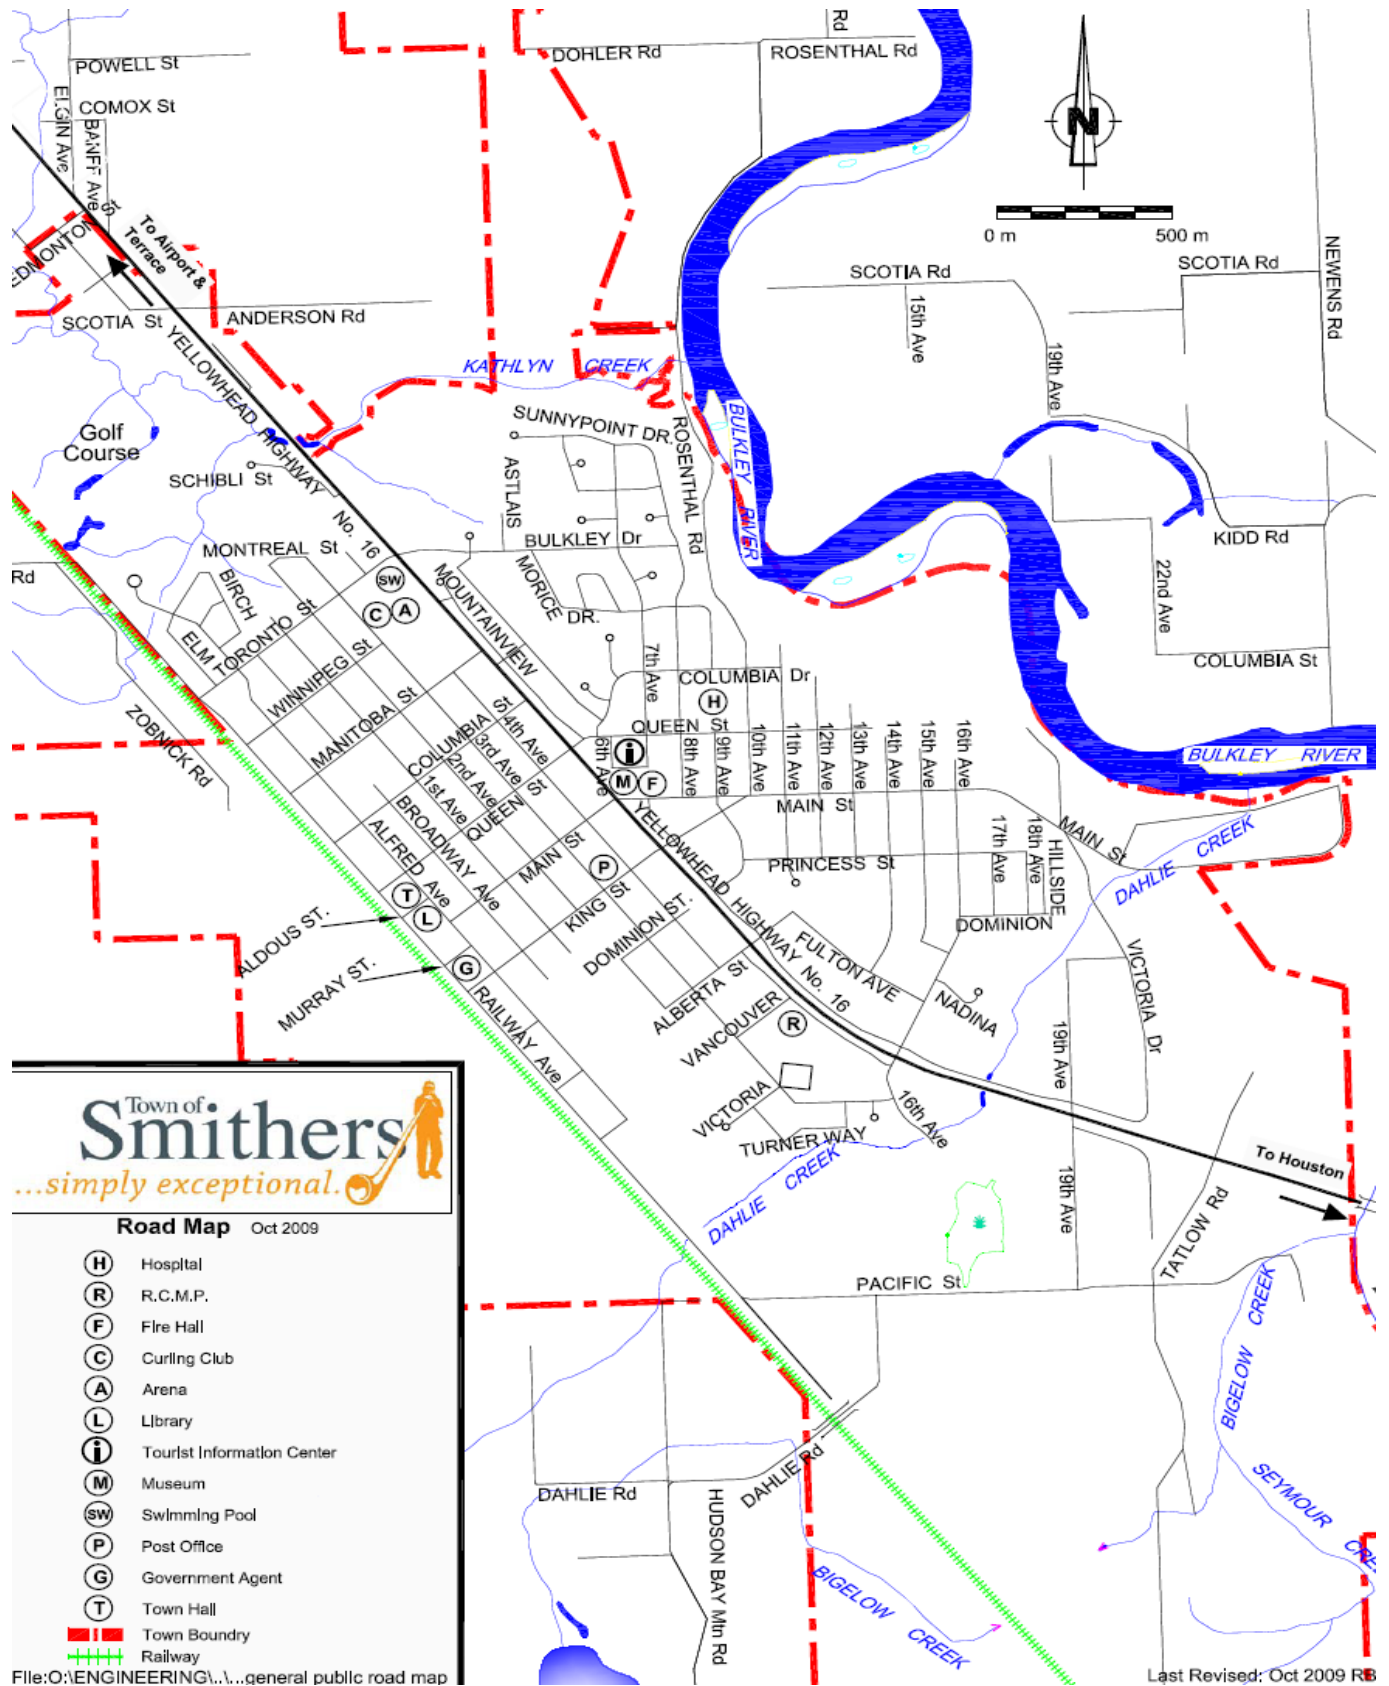 Rd
DOHLER Rd
ROSENTHAL Rd
POWELL St
COMOX St
ELGIN Ave
BANFF Ave
N
0 m
500 m
EDMONTON St
To Airport &
Terrace
SCOTIA Rd
SCOTIA Rd
NEWENS Rd
15th Ave
SCOTIA St
ANDERSON Rd
19th Ave
YELLOWHEAD HIGHWAY No. 16
KATHLYN CREEK
Golf
Course
SUNNYPOINT DR.
ROSENTHAL Rd
BULKLEY RIVER
SCHIBLI St
ASTLAIS
KIDD Rd
MONTREAL St
BULKLEY Dr
Rd
BIRCH
SW
C
A
MOUNTAINVIEW
MORICE DR.
22nd Ave
ELM
TORONTO St
WINNIPEG St
7th Ave
COLUMBIA St
COLUMBIA Dr
H
MANITOBA St
ZOBNICK Rd
COLUMBIA St
4th Ave
QUEEN St
3rd Ave
2nd Ave
1st Ave
QUEEN St
6th Ave
i
8th Ave
9th Ave
10th Ave
11th Ave
12th Ave
13th Ave
14th Ave
15th Ave
16th Ave
BULKLEY RIVER
M
F
MAIN St
BROADWAY Ave
ALFRED Ave
YELLOWHEAD HIGHWAY No. 16
MAIN St
P
PRINCESS St
17th Ave
18th Ave
HILLSIDE
MAIN St
DAHLIE CREEK
T
L
KING St
DOMINION ST.
DOMINION
ALDOUS ST.
MURRAY ST.
G
RAILWAY Ave
FULTON AVE
ALBERTA St
VANCOUVER
R
NADINA
VICTORIA Dr
19th Ave
VICTORIA
TURNER WAY
16th Ave
DAHLIE CREEK
19th Ave
To Houston
TATLOW Rd
PACIFIC St
BIGELOW CREEK
SEYMOUR
DAHLIE Rd
DAHLIE Rd
HUDSON BAY Mtn Rd
BIGELOW CREEK
Town of
Smithers
...simply exceptional.
Road Map Oct 2009
H Hospital
R R.C.M.P.
F Fire Hall
C Curling Club
A Arena
L Library
i Tourist Information Center
M Museum
SW Swimming Pool
P Post Office
G Government Agent
T Town Hall
Town Boundry
Railway
File:O:\ENGINEERING\..\...general public road map
Last Revised: Oct 2009 RB